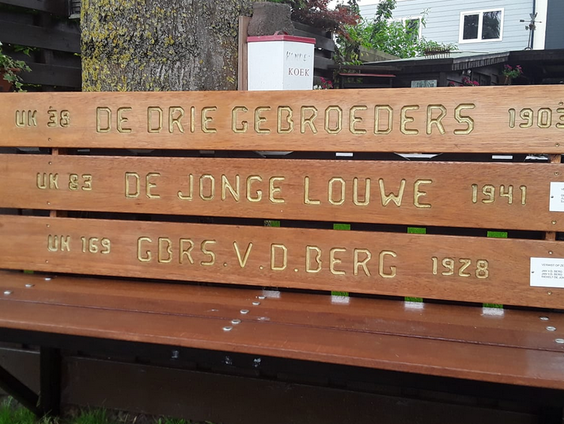 KOEK
UK 38 DE DRIE GEBROEDERS 1903
UK 83 DE JONGE LOUWE 1941
UK 169 GBRS V.D. BERG 1928